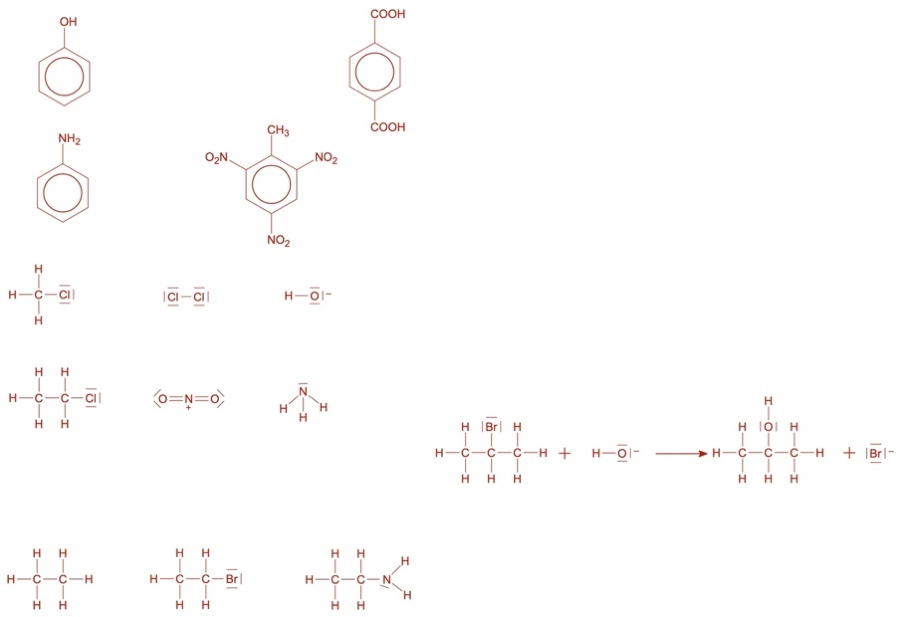 OH
COOH
COOH
NH₂
CH₃
O₂N
NO₂
NO₂
H
H C Cl
H
Cl Cl
H O −
H H
H C C Cl
H H
O N O
+
N
H H H
H Br H
H C C C H + H O −
H H H
H
H O H
H C C C H + Br −
H H H
H H
H C C H
H H
H H
H C C Br
H H
H H H
H C C N
H H H